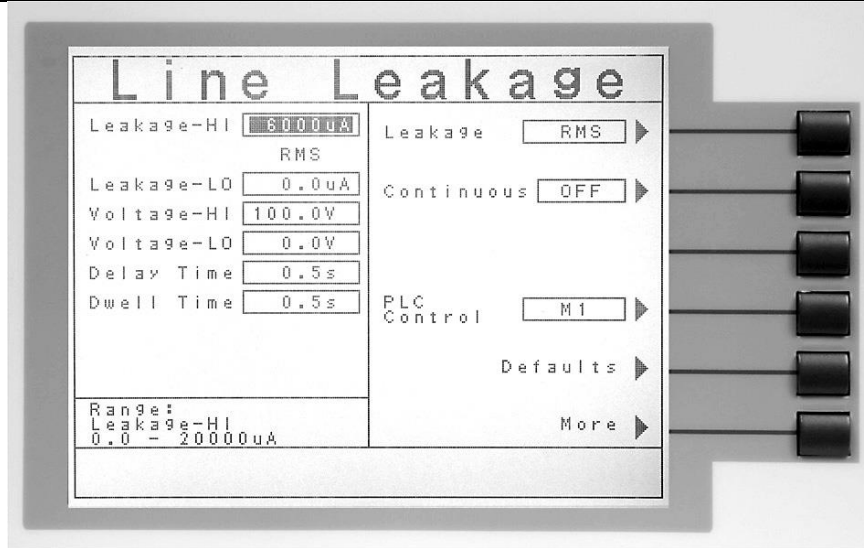 Line Leakage
Leakage-HI 6000uA
RMS
Leakage-LO 0.0uA
Voltage-HI 100.0V
Voltage-LO 0.0V
Delay Time 0.5s
Dwell Time 0.5s
Range:
Leakage-HI
0.0 - 20000uA
Leakage RMS
Continuous OFF
PLC
Control M1
Defaults
More